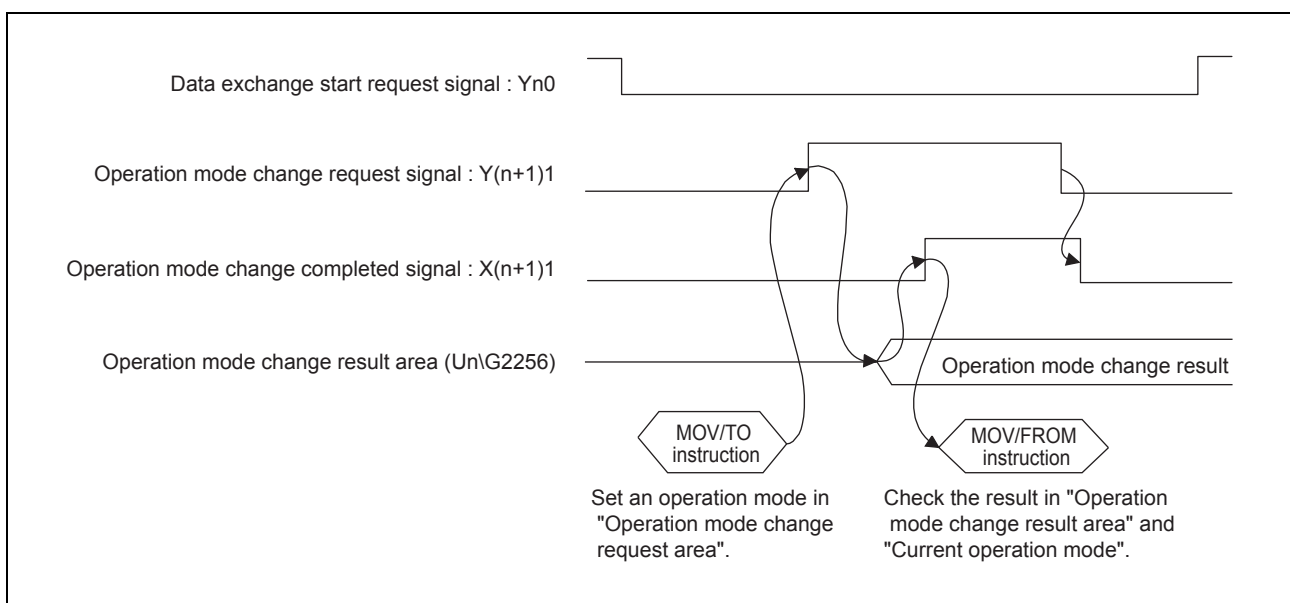 Data exchange start request signal : Yn0
Operation mode change request signal : Y(n+1)1
Operation mode change completed signal : X(n+1)1
Operation mode change result area (Un\G2256)
Operation mode change result
MOV/TO
instruction
MOV/FROM
instruction
Set an operation mode in
"Operation mode change
request area".
Check the result in "Operation
mode change result area" and
"Current operation mode".